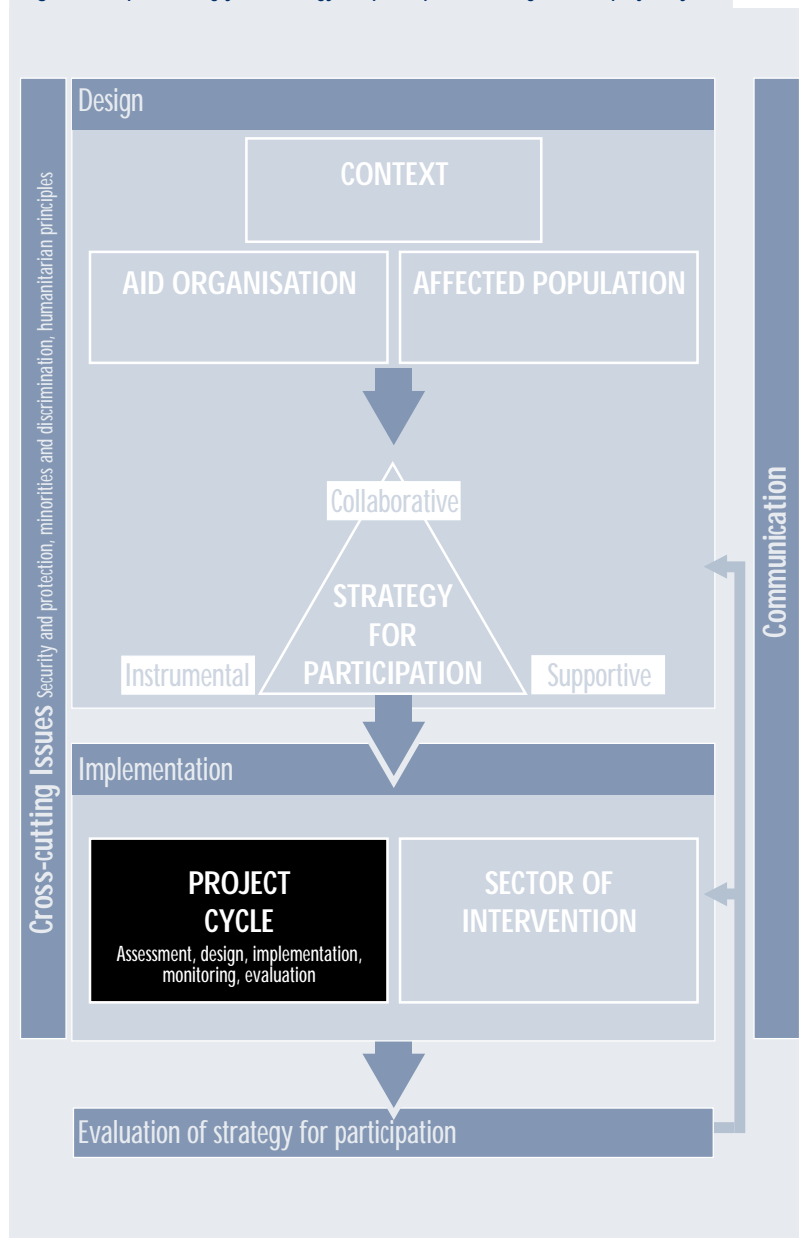 Design
CONTEXT
AID ORGANISATION
AFFECTED POPULATION
Collaborative
STRATEGY
FOR
PARTICIPATION
Instrumental
Supportive
Implementation
PROJECT
CYCLE
Assessment, design, implementation,
monitoring, evaluation
SECTOR OF
INTERVENTION
Evaluation of strategy for participation
Cross-cutting Issues Security and protection, minorities and discrimination, humanitarian principles
Communication